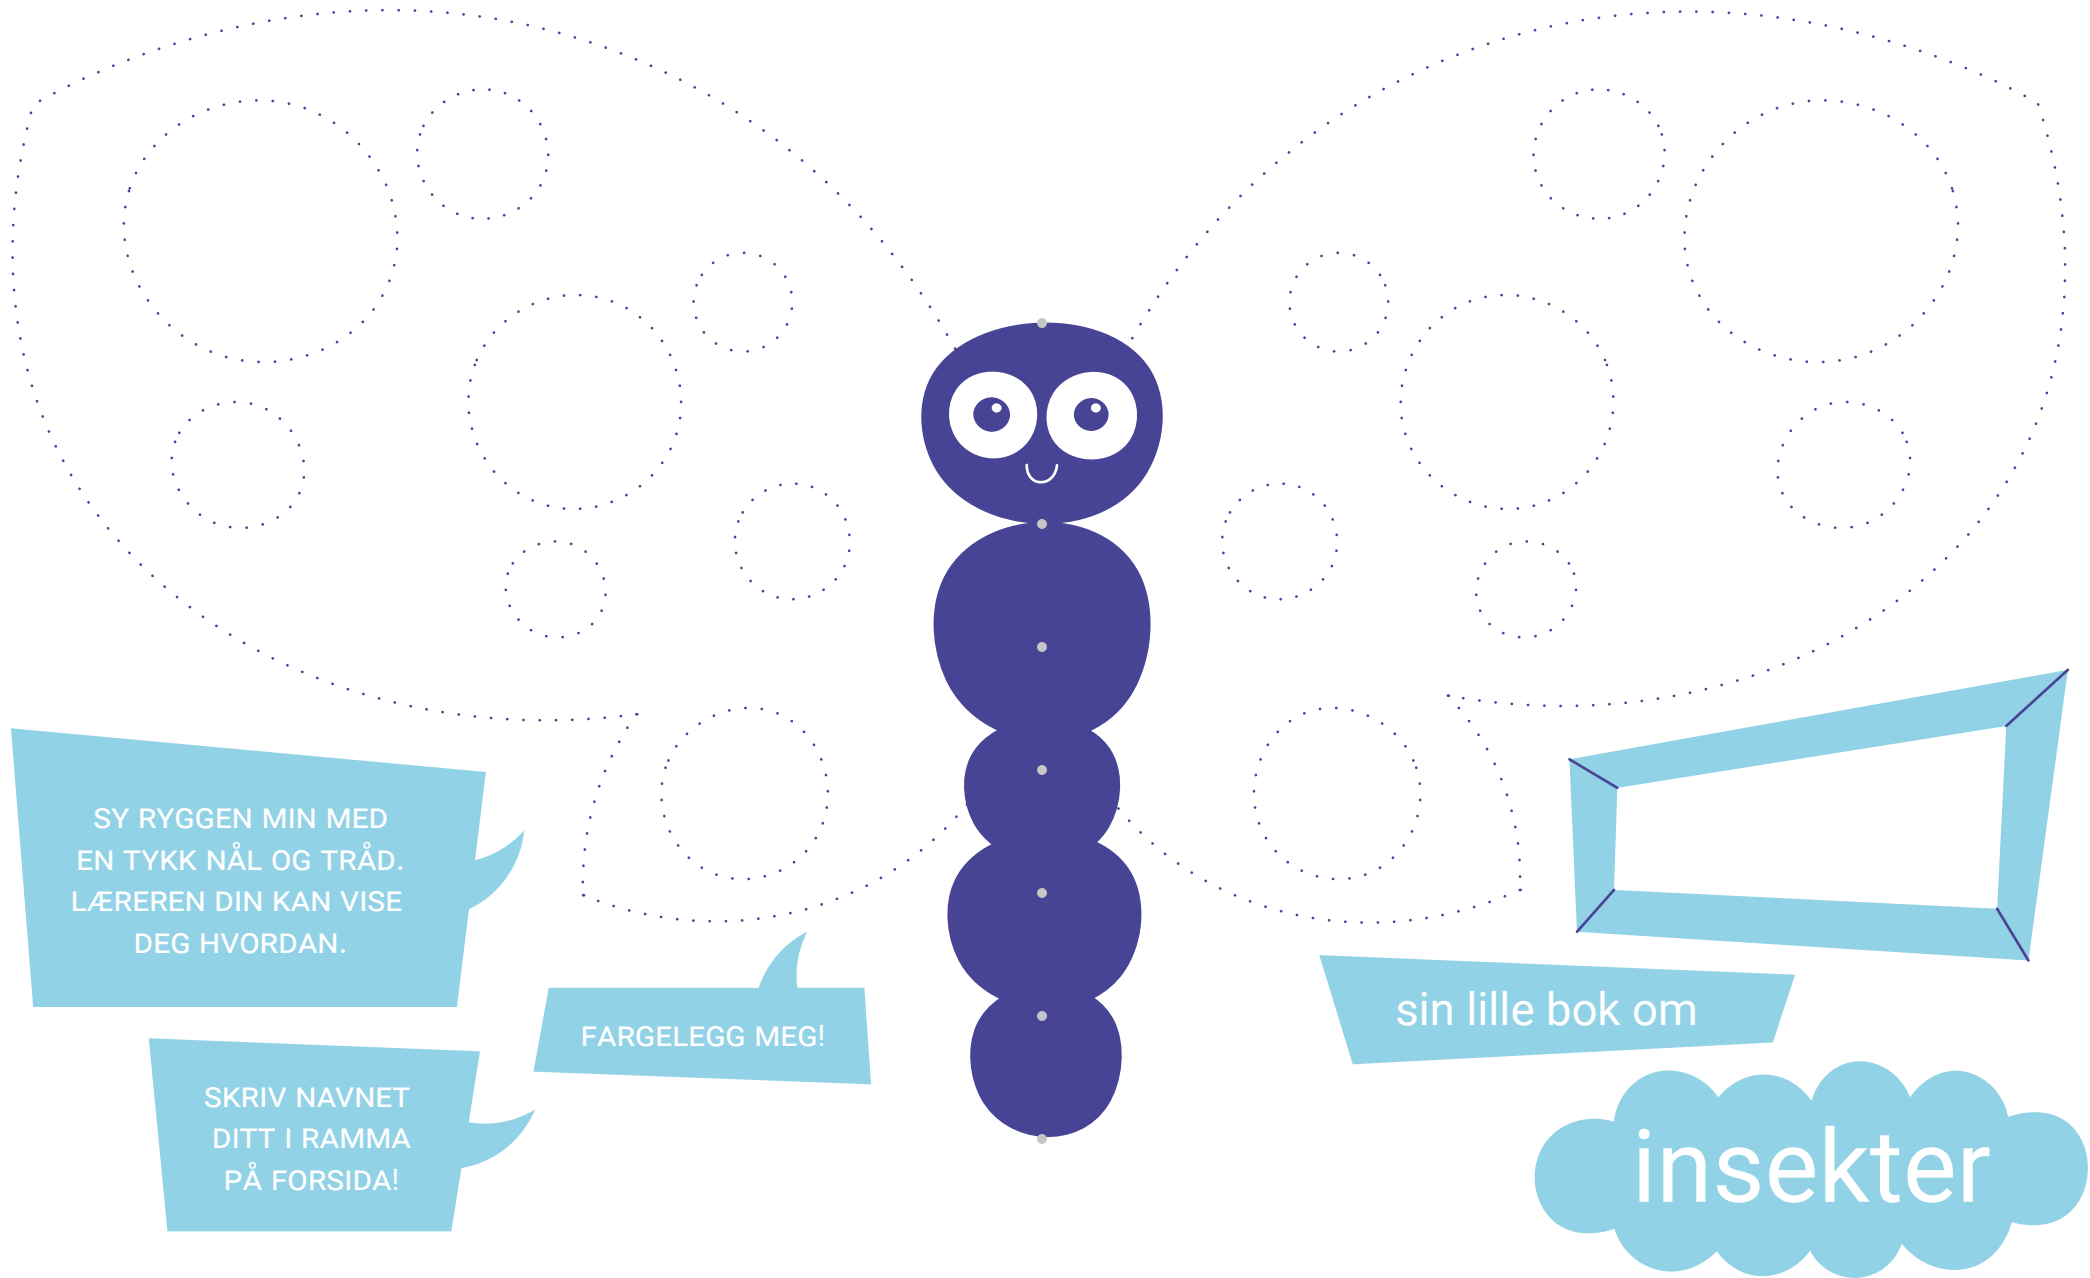 SY RYGGEN MIN MED
EN TYKK NÅL OG TRÅD.
LÆREREN DIN KAN VISE
DEG HVORDAN.
FARGELEGG MEG!
SKRIV NAVNET
DITT I RAMMA
PÅ FORSIDA!
sin lille bok om
insekter